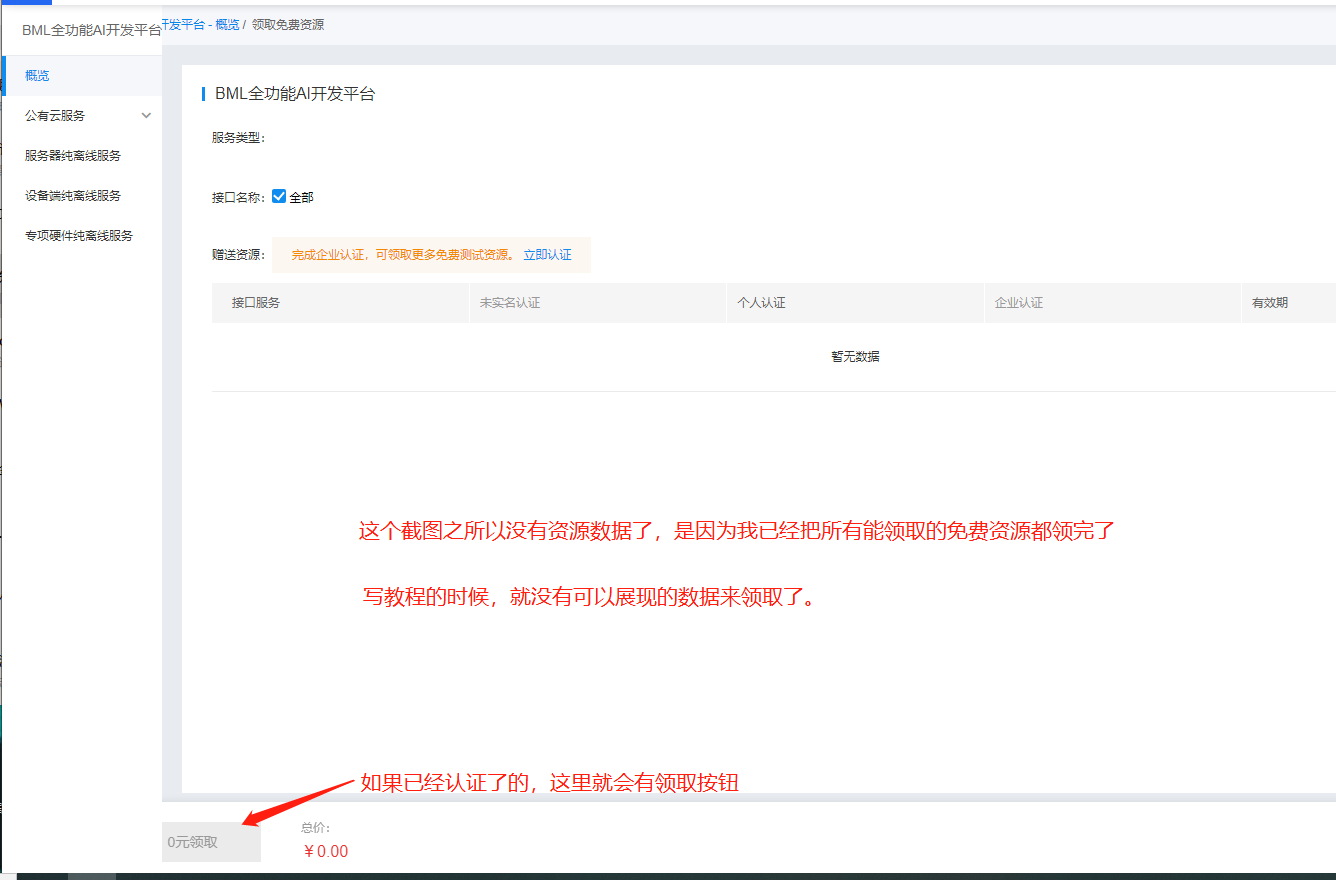 BML全功能AI开发平台
开发平台 - 概览 / 领取免费资源
概览
公有云服务
服务器纯离线服务
设备端纯离线服务
专项硬件纯离线服务
BML全功能AI开发平台
服务类型：
接口名称： 全部
赠送资源： 完成企业认证，可领取更多免费测试资源。 立即认证
接口服务 未实名认证 个人认证 企业认证 有效期
暂无数据
这个截图之所以没有资源数据了，是因为我已经把所有能领取的免费资源都领完了
写教程的时候，就没有可以展现的数据来领取了。
如果已经认证了的，这里就会有领取按钮
0元领取
总价：
￥0.00